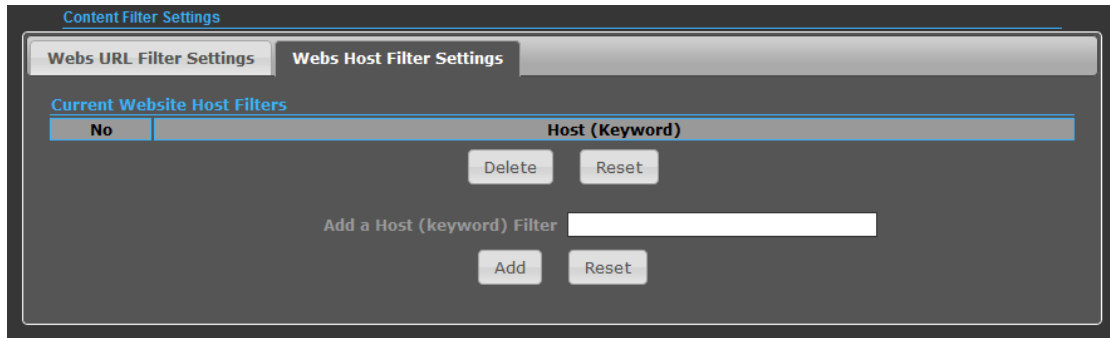 Content Filter Settings
Webs URL Filter Settings Webs Host Filter Settings
Current Website Host Filters
No Host (Keyword)
Delete Reset
Add a Host (keyword) Filter
Add Reset